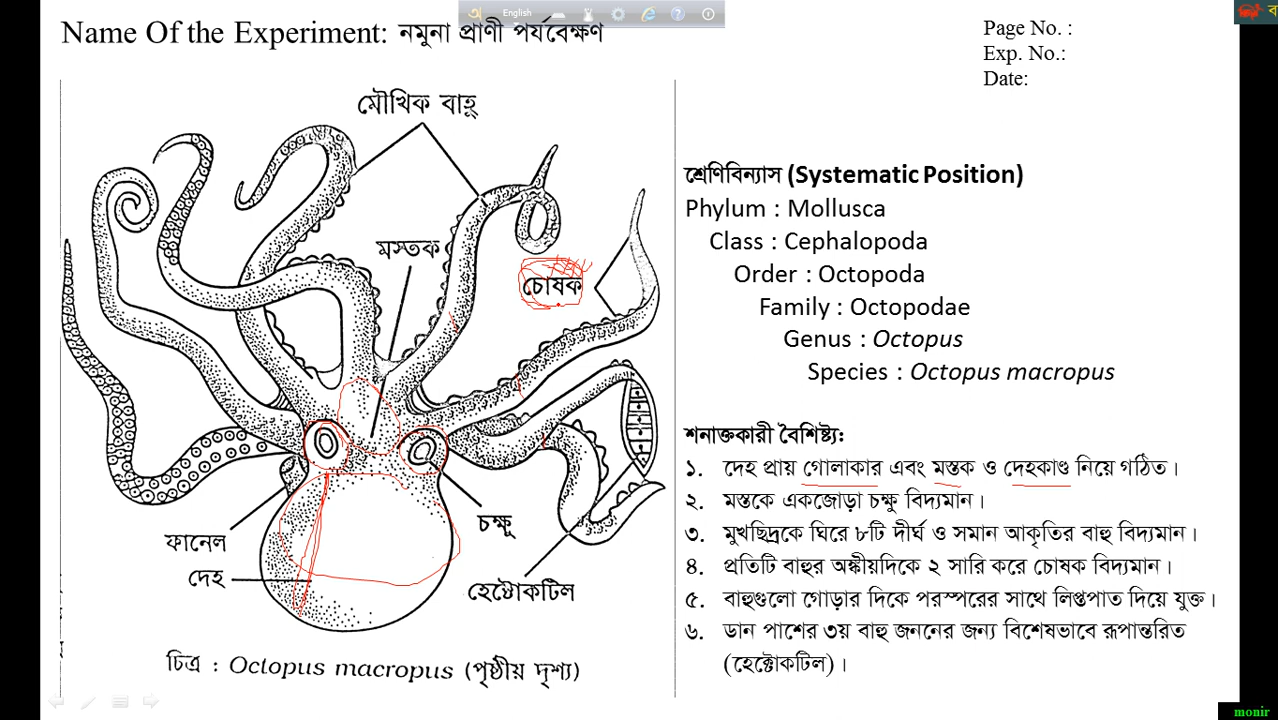 English
Name Of the Experiment: নমুনা প্রাণী পর্যবেক্ষণ
Page No. :
Exp. No.:
Date:
মৌখিক বাহু
মস্তক
চোষক
চক্ষু
ফানেল
দেহ
হেক্টোকটিল
চিত্র : Octopus macropus (পৃষ্ঠীয় দৃশ্য)
শ্রেণিবিন্যাস (Systematic Position)
Phylum : Mollusca
Class : Cephalopoda
Order : Octopoda
Family : Octopodae
Genus : Octopus
Species : Octopus macropus
শনাক্তকারী বৈশিষ্ট্য:
১. দেহ প্রায় গোলাকার এবং মস্তক ও দেহকাণ্ড নিয়ে গঠিত।
২. মস্তকে একজোড়া চক্ষু বিদ্যমান।
৩. মুখছিদ্রকে ঘিরে ৮টি দীর্ঘ ও সমান আকৃতির বাহু বিদ্যমান।
৪. প্রতিটি বাহুর অঙ্কীয়দিকে ২ সারি করে চোষক বিদ্যমান।
৫. বাহুগুলো গোড়ার দিকে পরস্পরের সাথে লিপ্তপাত দিয়ে যুক্ত।
৬. ডান পাশের ৩য় বাহু জননের জন্য বিশেষভাবে রূপান্তরিত
(হেক্টোকটিল)।
monir